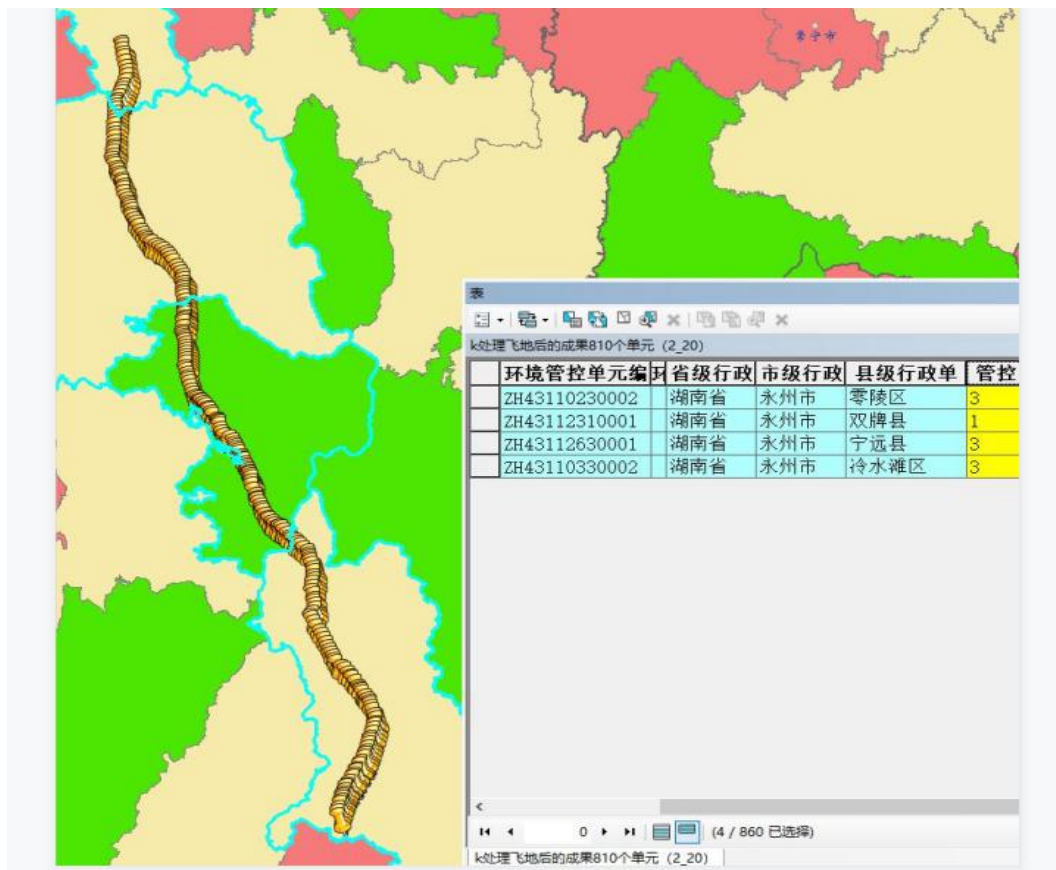 常宁市
表
k处理飞地后的成果810个单元 (2_20)
环境管控单元编 环 省级行政 市级行政 县级行政单 管控
ZH43110230002 湖南省 永州市 零陵区 3
ZH43112310001 湖南省 永州市 双牌县 1
ZH43112630001 湖南省 永州市 宁远县 3
ZH43110330002 湖南省 永州市 冷水滩区 3
0 (4 / 860 已选择)
k处理飞地后的成果810个单元 (2_20)